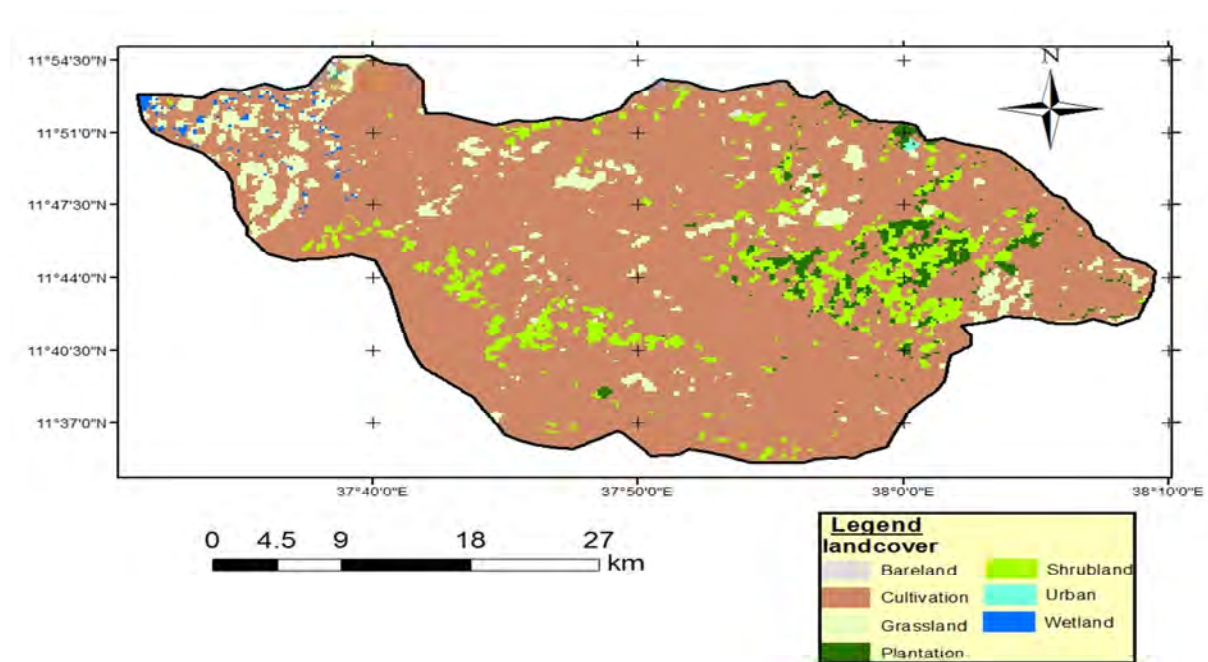 N
11°54'30"N
11°51'0"N
11°47'30"N
11°44'0"N
11°40'30"N
11°37'0"N
37°40'0"E 37°50'0"E 38°0'0"E 38°10'0"E
0 4.5 9 18 27
km
Legend
landcover
Bareland
Cultivation
Grassland
Plantation
Shrubland
Urban
Wetland